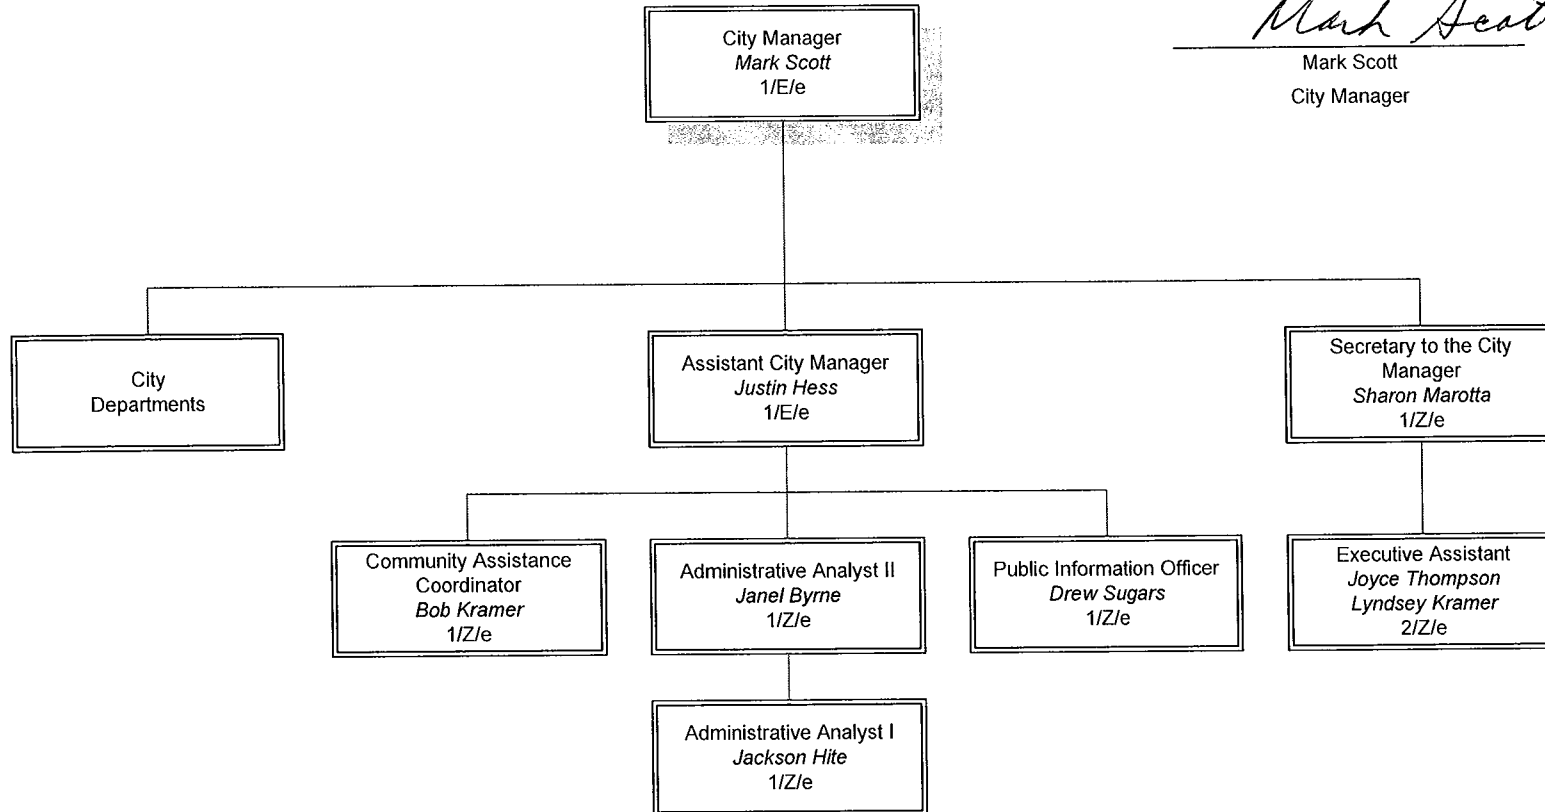 City Manager
Mark Scott
1/E/e
Mark Scott
Mark Scott
City Manager
City
Departments
Assistant City Manager
Justin Hess
1/E/e
Secretary to the City
Manager
Sharon Marotta
1/Z/e
Community Assistance
Coordinator
Bob Kramer
1/Z/e
Administrative Analyst II
Janel Byrne
1/Z/e
Public Information Officer
Drew Sugars
1/Z/e
Executive Assistant
Joyce Thompson
Lyndsey Kramer
2/Z/e
Administrative Analyst I
Jackson Hite
1/Z/e